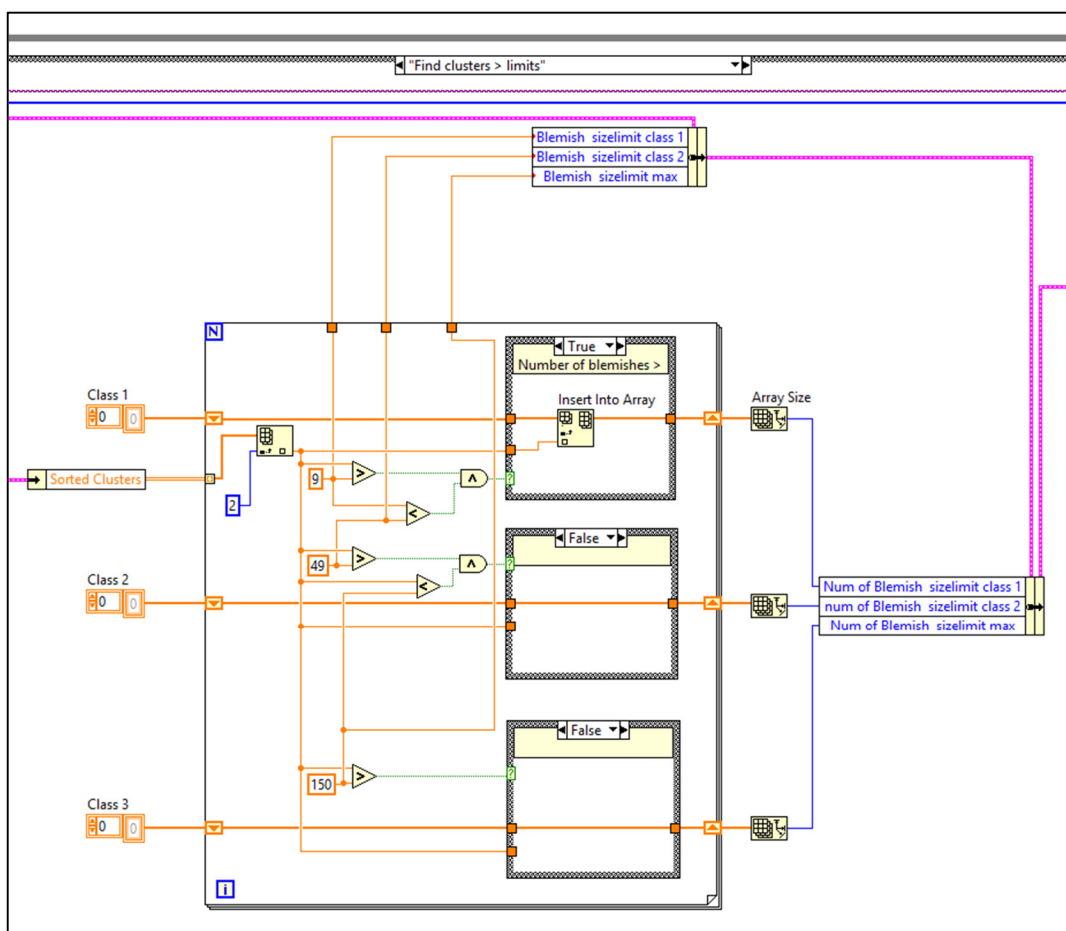 "Find clusters > limits"
Blemish sizelimit class 1
Blemish sizelimit class 2
Blemish sizelimit max
N
True
Number of blemishes >
Class 1
0
0
Insert Into Array
Array Size
Sorted Clusters
9
2
False
49
Class 2
0
0
Num of Blemish sizelimit class 1
num of Blemish sizelimit class 2
Num of Blemish sizelimit max
False
150
Class 3
0
0
i